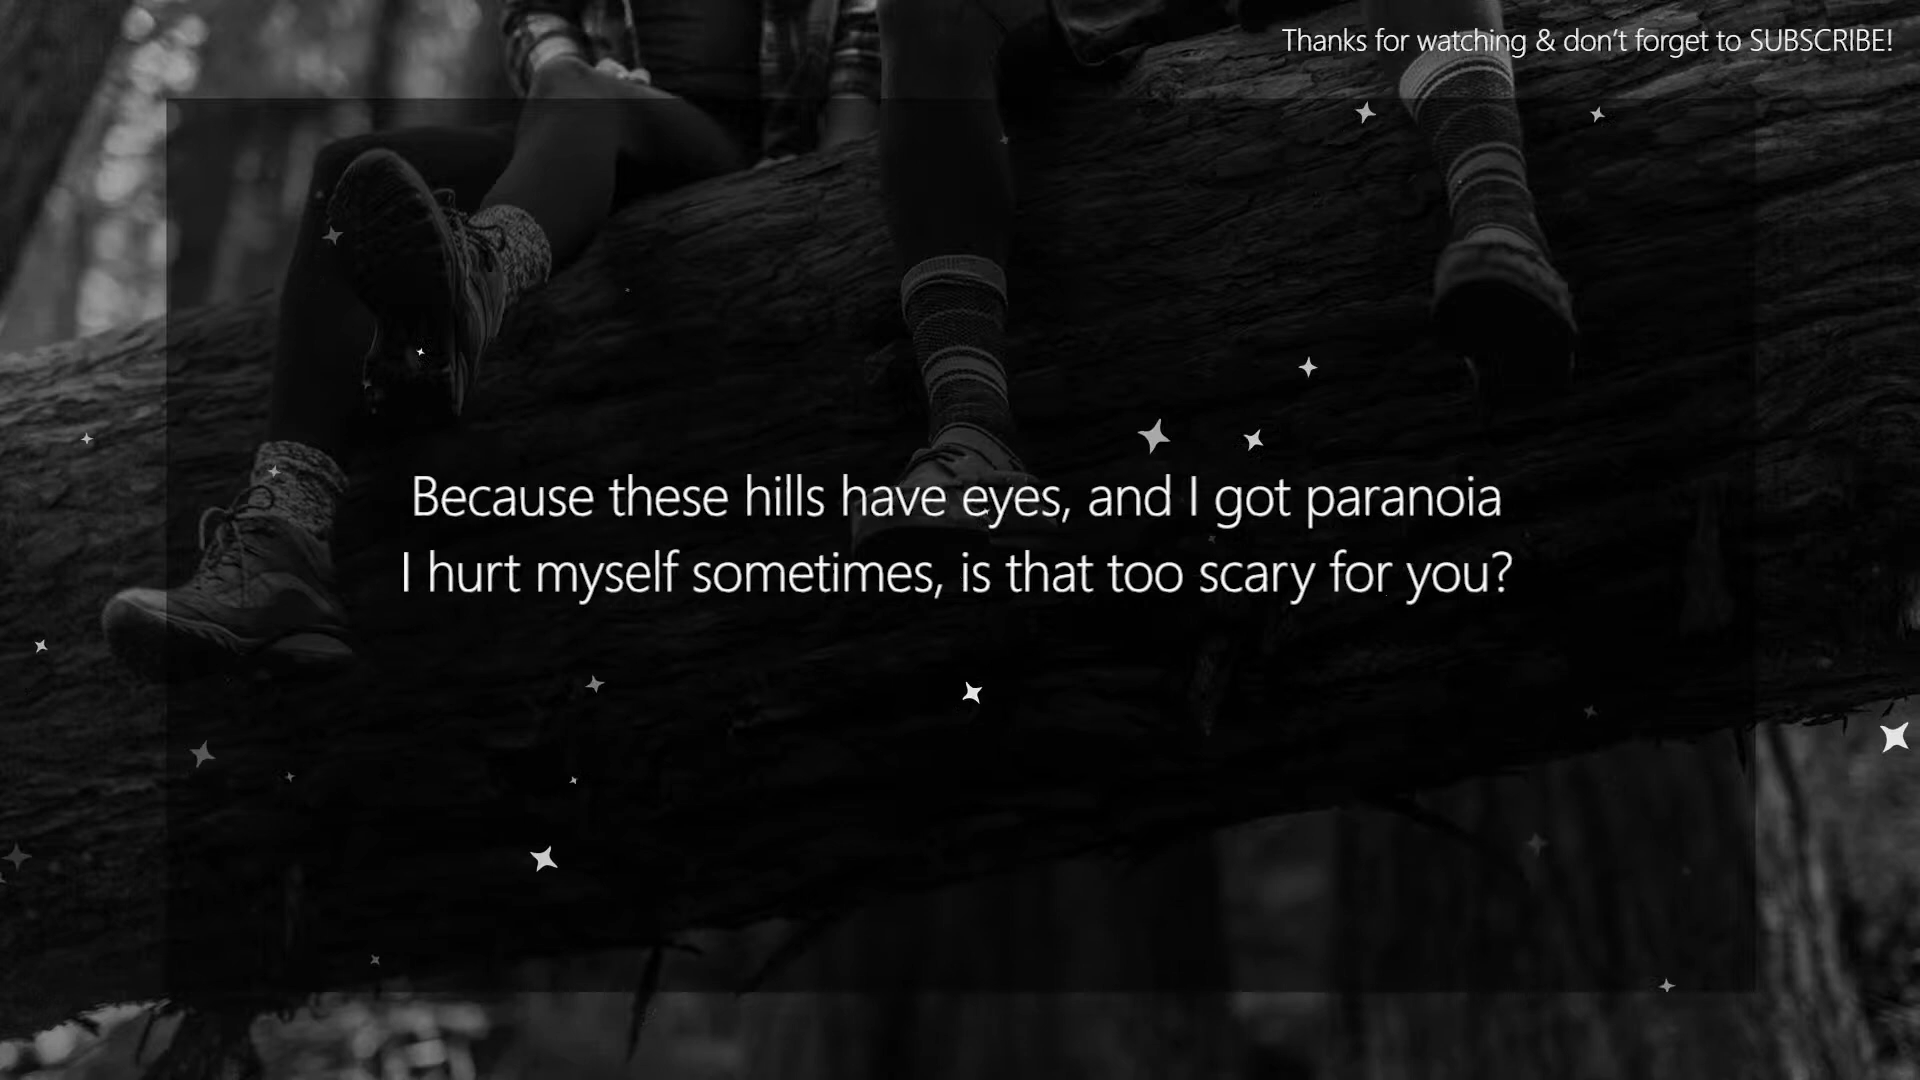 Thanks for watching & don't forget to SUBSCRIBE!
Because these hills have eyes, and I got paranoia
I hurt myself sometimes, is that too scary for you?